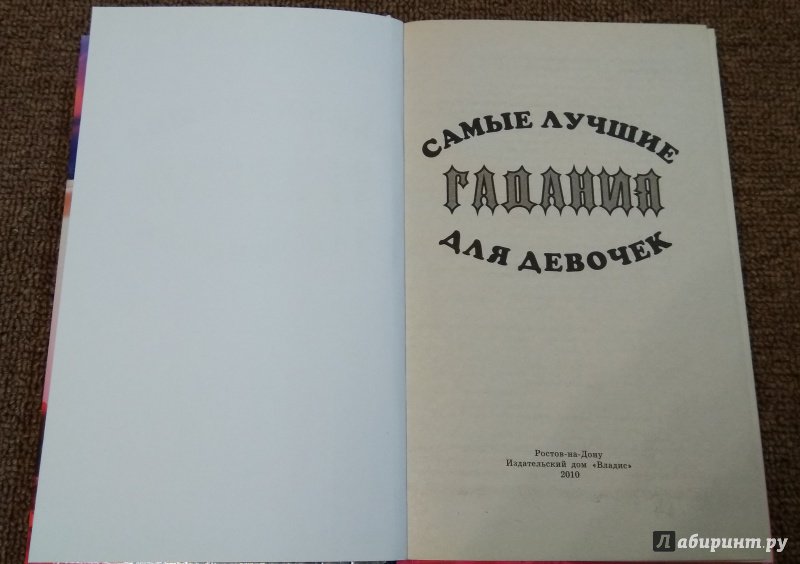 САМЫЕ ЛУЧШИЕ
ГАДАНИЯ
ДЛЯ ДЕВОЧЕК
Ростов-на-Дону
Издательский дом «Владис»
2010
Лабиринт.ру